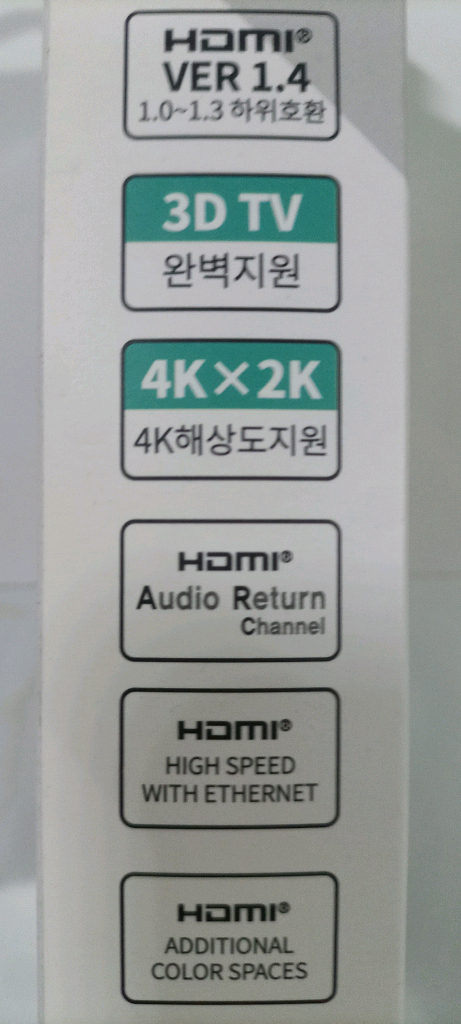 HDMI®
VER 1.4
1.0~1.3 하위호환
3D TV
완벽지원
4K×2K
4K해상도지원
HDMI®
Audio Return
Channel
HDMI®
HIGH SPEED
WITH ETHERNET
HDMI®
ADDITIONAL
COLOR SPACES